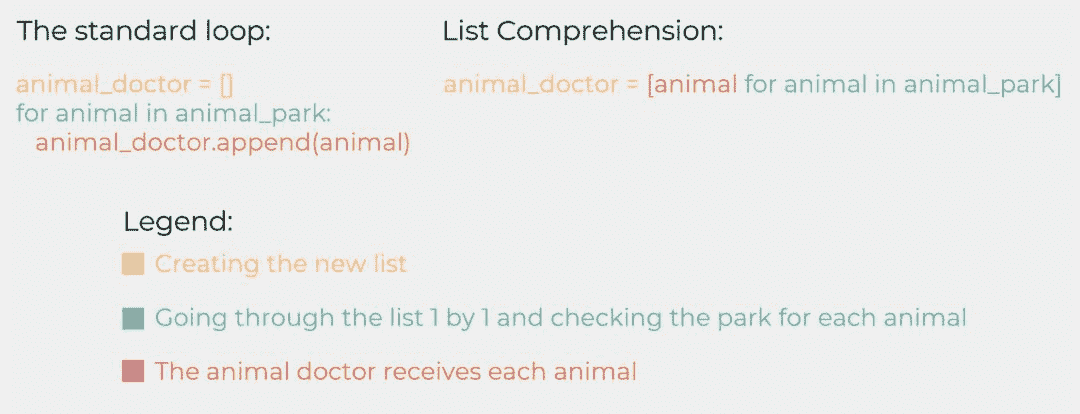 The standard loop:
animal_doctor = []
for animal in animal_park:
animal_doctor.append(animal)
List Comprehension:
animal_doctor = [animal for animal in animal_park]
Legend:
Creating the new list
Going through the list 1 by 1 and checking the park for each animal
The animal doctor receives each animal